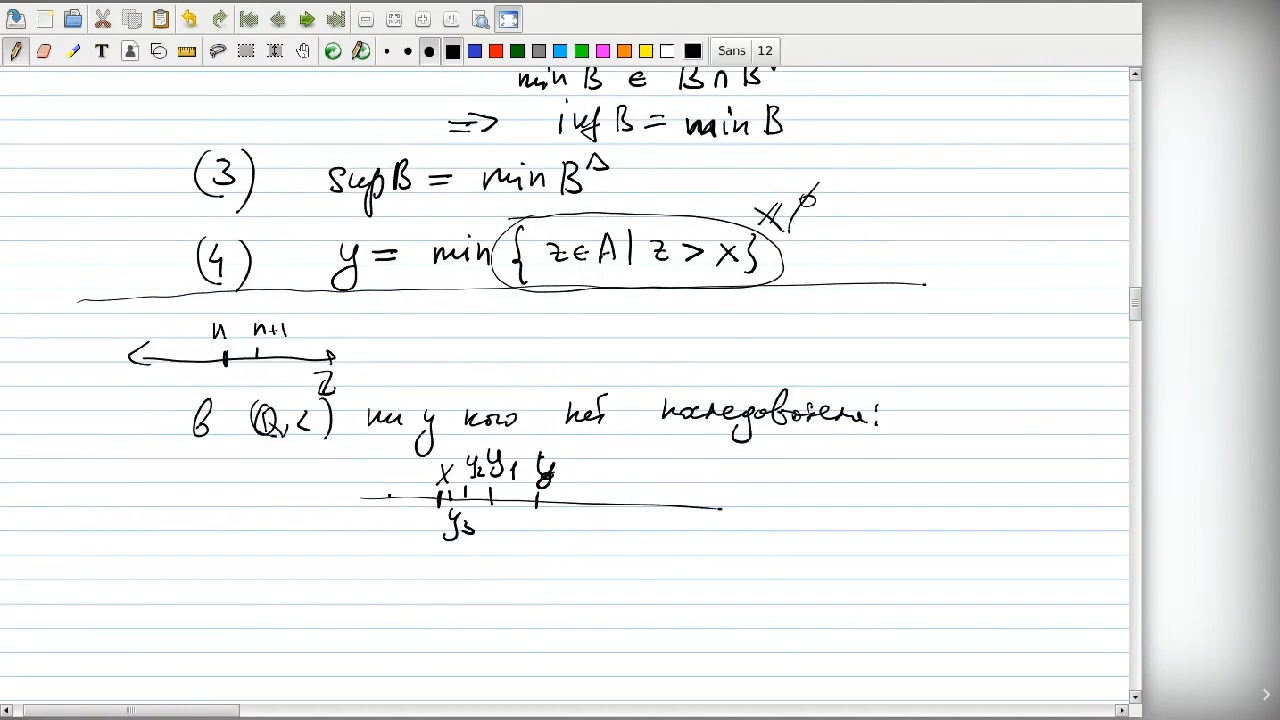 Sans 12
min B ∈ B ∩ B
=> inf B = min B
(3) sup B = min B^Δ
(4) y = min { z ∈ A | z > x }
∅
n n+1
Z
в (Q, <) ни у кого нет последователя:
x y₂ y₁ y
y₃